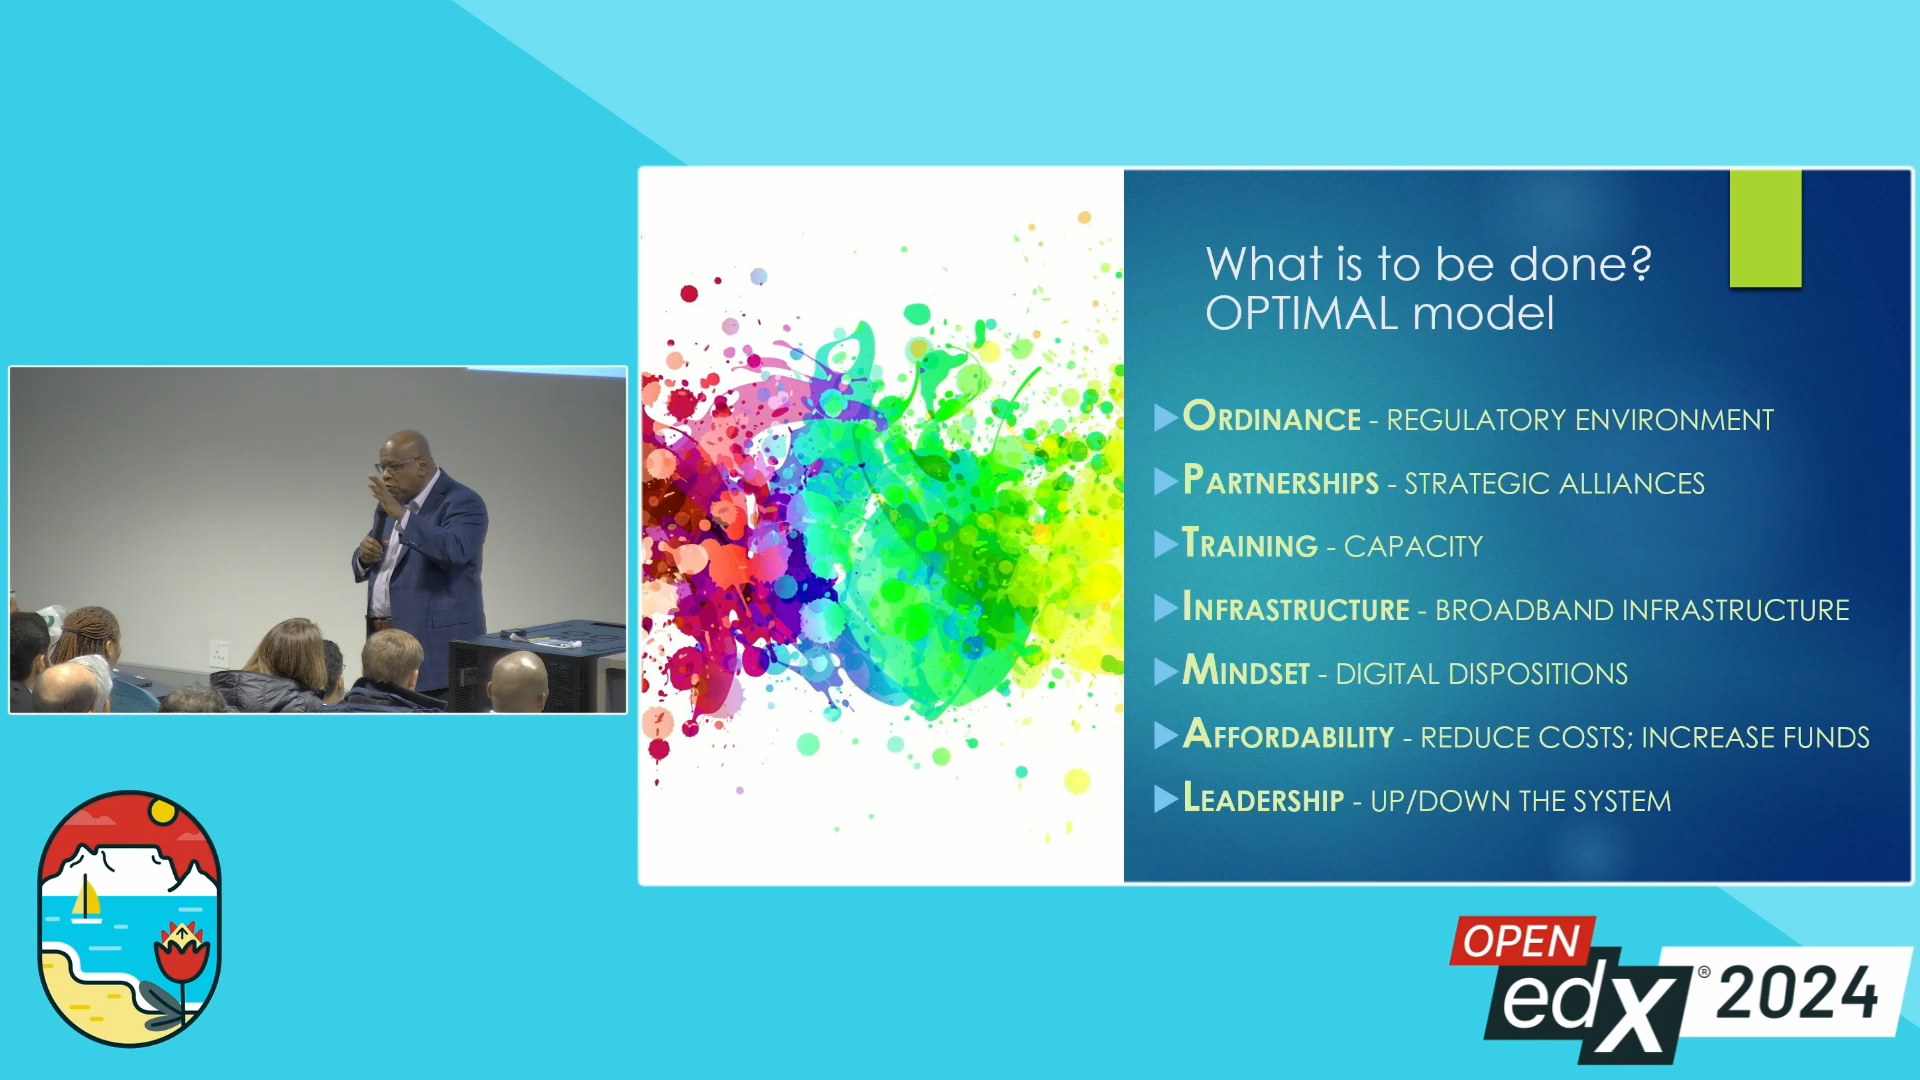 What is to be done?
OPTIMAL model
ORDINANCE - REGULATORY ENVIRONMENT
PARTNERSHIPS - STRATEGIC ALLIANCES
TRAINING - CAPACITY
INFRASTRUCTURE - BROADBAND INFRASTRUCTURE
MINDSET - DIGITAL DISPOSITIONS
AFFORDABILITY - REDUCE COSTS; INCREASE FUNDS
LEADERSHIP - UP/DOWN THE SYSTEM
OPEN
edX® 2024